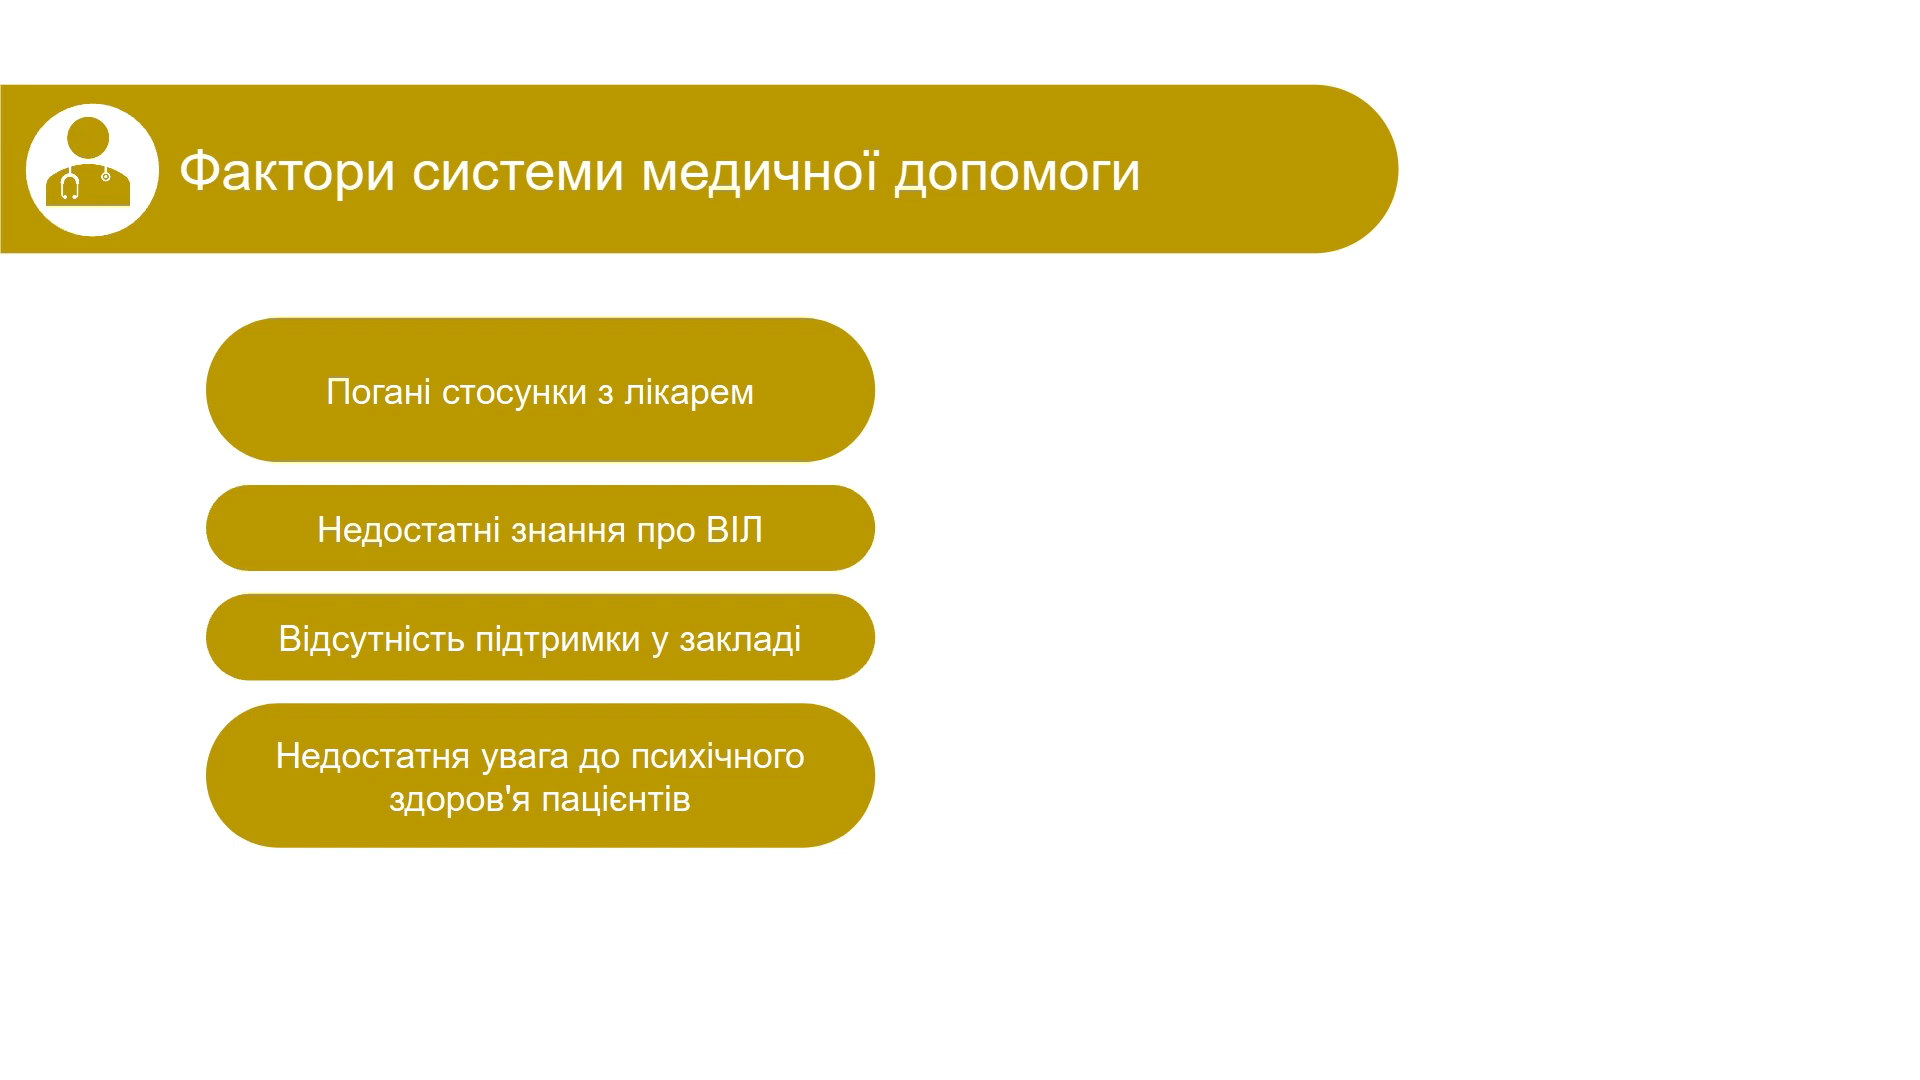 Фактори системи медичної допомоги
Погані стосунки з лікарем
Недостатні знання про ВІЛ
Відсутність підтримки у закладі
Недостатня увага до психічного
здоров'я пацієнтів